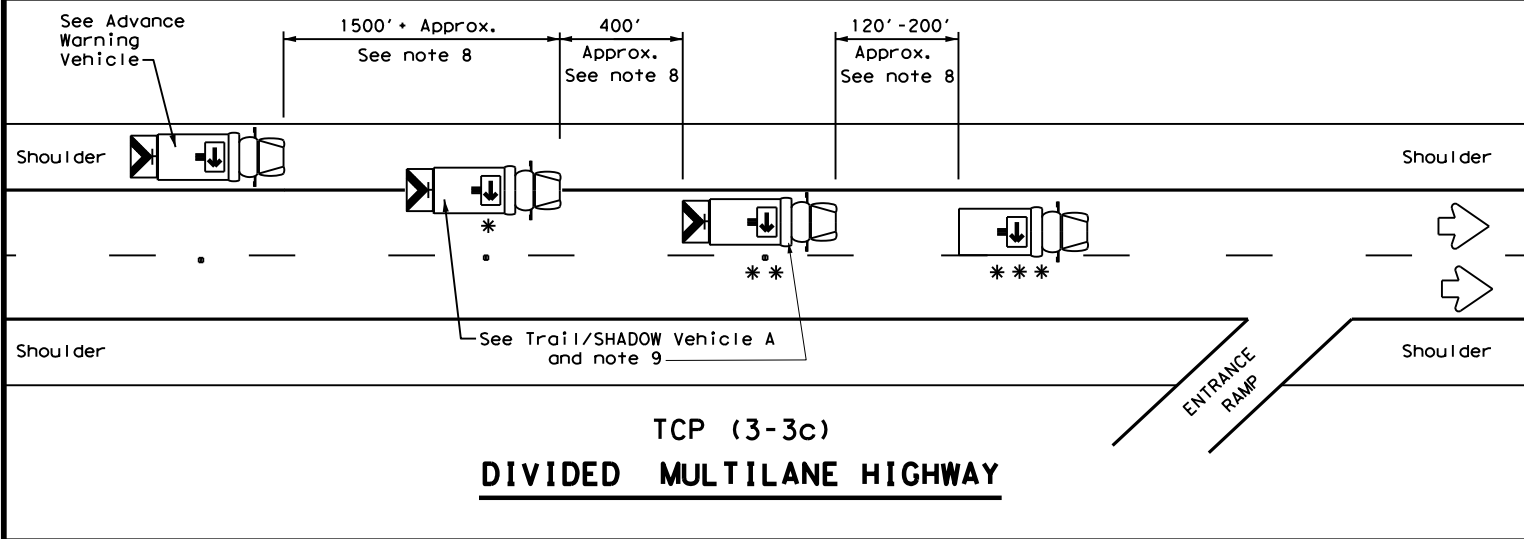 See Advance
Warning
Vehicle
1500'+ Approx.
See note 8
400'
Approx.
See note 8
120'-200'
Approx.
See note 8
Shoulder
Shoulder
*
**
***
See Trail/SHADOW Vehicle A
and note 9
Shoulder
Shoulder
ENTRANCE
RAMP
TCP (3-3c)
DIVIDED MULTILANE HIGHWAY